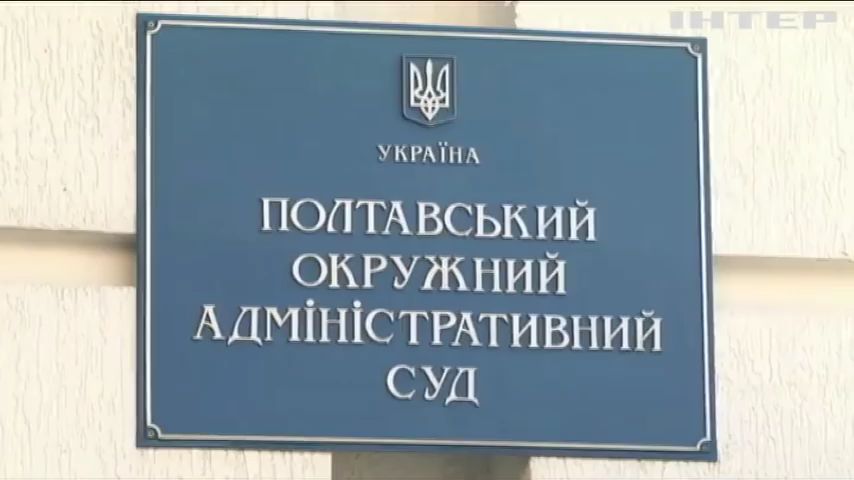 ІНТЕР
УКРАЇНА
ПОЛТАВСЬКИЙ
ОКРУЖНИЙ
АДМІНІСТРАТИВНИЙ
СУД